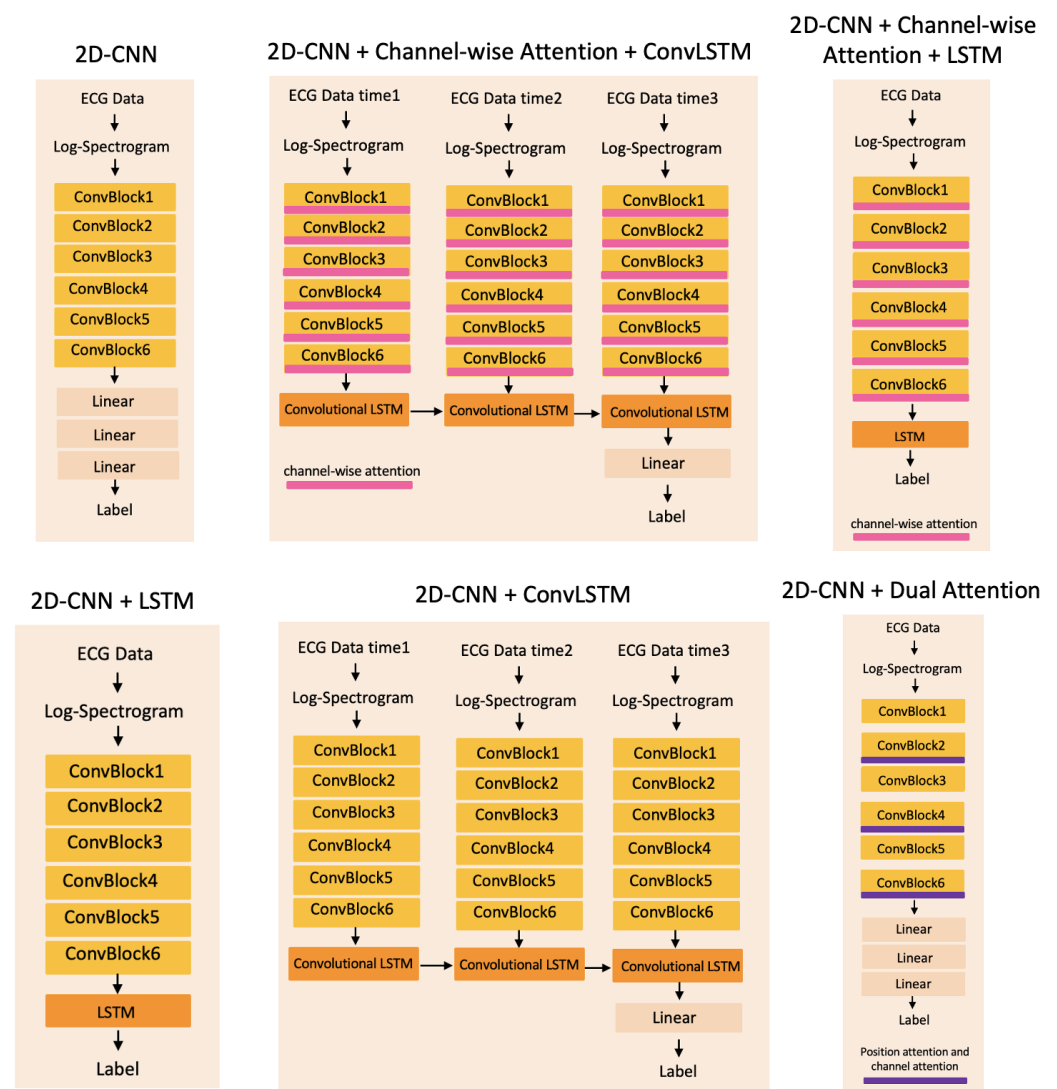 2D-CNN
ECG Data
Log-Spectrogram
ConvBlock1
ConvBlock2
ConvBlock3
ConvBlock4
ConvBlock5
ConvBlock6
Linear
Linear
Linear
Label
2D-CNN + Channel-wise Attention + ConvLSTM
ECG Data time1 ECG Data time2 ECG Data time3
Log-Spectrogram Log-Spectrogram Log-Spectrogram
ConvBlock1 ConvBlock1 ConvBlock1
ConvBlock2 ConvBlock2 ConvBlock2
ConvBlock3 ConvBlock3 ConvBlock3
ConvBlock4 ConvBlock4 ConvBlock4
ConvBlock5 ConvBlock5 ConvBlock5
ConvBlock6 ConvBlock6 ConvBlock6
Convolutional LSTM Convolutional LSTM Convolutional LSTM
Linear
channel-wise attention
Label
2D-CNN + Channel-wise
Attention + LSTM
ECG Data
Log-Spectrogram
ConvBlock1
ConvBlock2
ConvBlock3
ConvBlock4
ConvBlock5
ConvBlock6
LSTM
Label
channel-wise attention
2D-CNN + LSTM
ECG Data
Log-Spectrogram
ConvBlock1
ConvBlock2
ConvBlock3
ConvBlock4
ConvBlock5
ConvBlock6
LSTM
Label
2D-CNN + ConvLSTM
ECG Data time1 ECG Data time2 ECG Data time3
Log-Spectrogram Log-Spectrogram Log-Spectrogram
ConvBlock1 ConvBlock1 ConvBlock1
ConvBlock2 ConvBlock2 ConvBlock2
ConvBlock3 ConvBlock3 ConvBlock3
ConvBlock4 ConvBlock4 ConvBlock4
ConvBlock5 ConvBlock5 ConvBlock5
ConvBlock6 ConvBlock6 ConvBlock6
Convolutional LSTM Convolutional LSTM Convolutional LSTM
Linear
Label
2D-CNN + Dual Attention
ECG Data
Log-Spectrogram
ConvBlock1
ConvBlock2
ConvBlock3
ConvBlock4
ConvBlock5
ConvBlock6
Linear
Linear
Linear
Label
Position attention and
channel attention